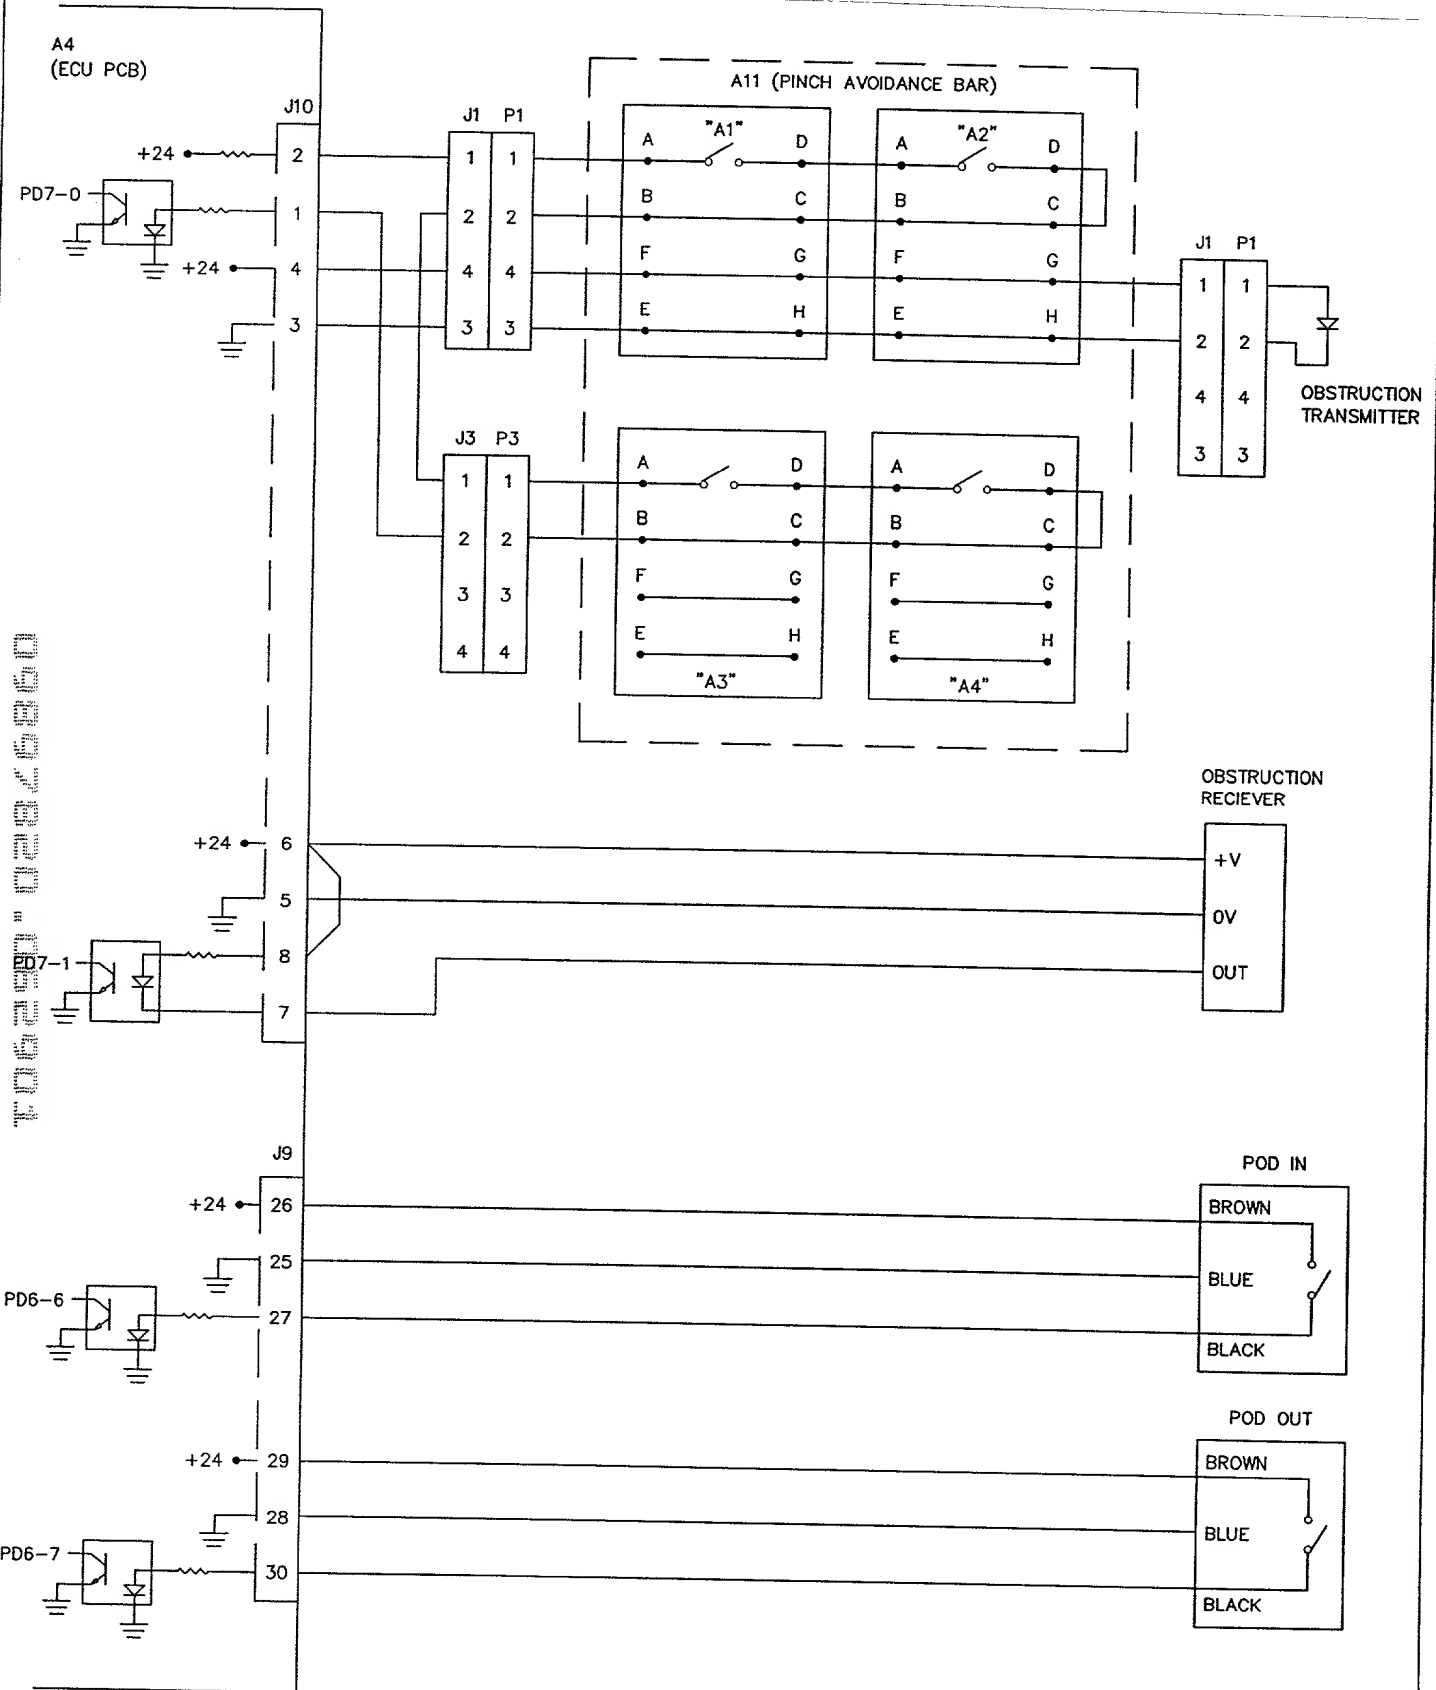 A4
(ECU PCB)
A11 (PINCH AVOIDANCE BAR)
J10
J1 P1
+24 2 1 1 A "A1" D A "A2" D
PD7-0 1 2 2 B C B C
+24 4 4 4 F G F G
3 3 3 E H E H
J1 P1
1 1
2 2
4 4
3 3
OBSTRUCTION
TRANSMITTER
J3 P3
1 1 A D A D
2 2 B C B C
3 3 F G F G
4 4 E H E H
"A3" "A4"
OBSTRUCTION
RECIEVER
+24 6 +V
5 0V
PD7-1 8 OUT
7
J9
POD IN
+24 26 BROWN
25 BLUE
PD6-6 27 BLACK
POD OUT
+24 29 BROWN
28 BLUE
PD6-7 30 BLACK